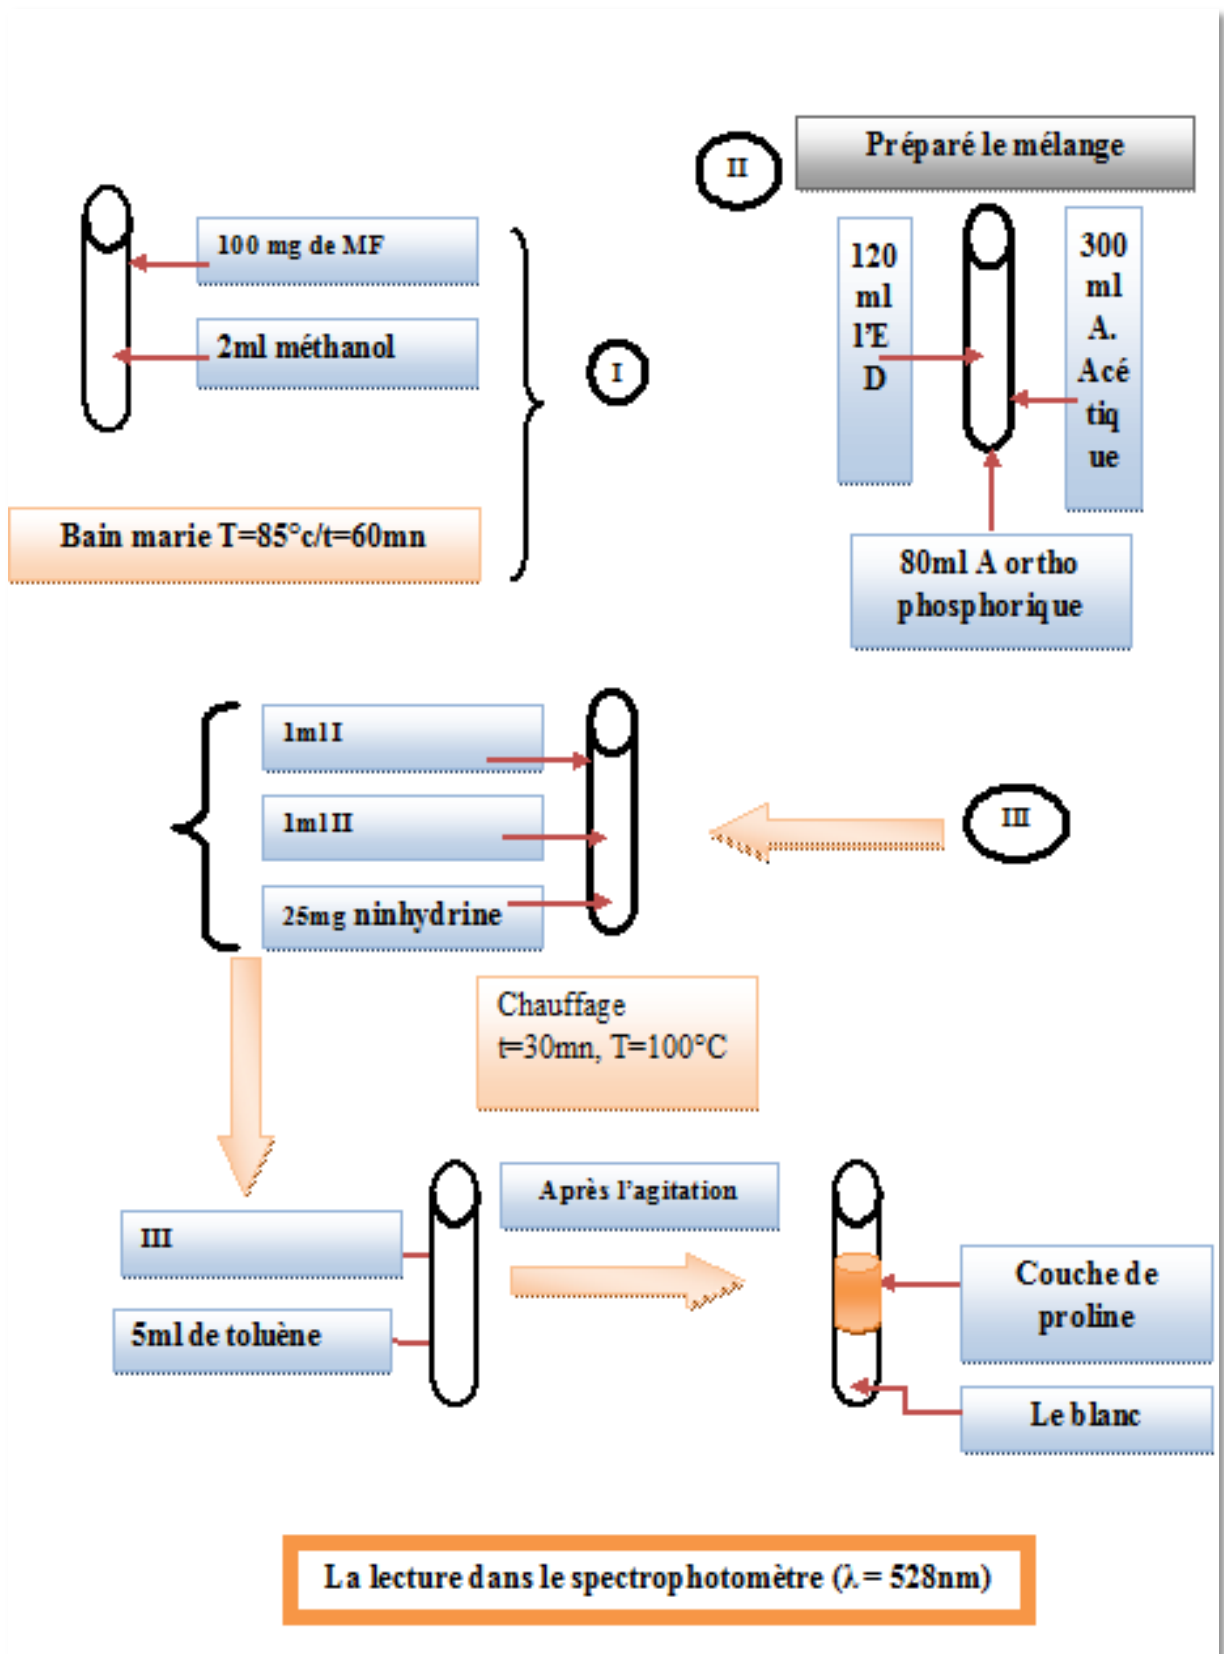 II
Préparé le mélange
100 mg de MF
2ml méthanol
I
Bain marie T=85°c/t=60mn
120
ml
l'E
D
300
ml
A.
Acé
tiq
ue
80ml A ortho
phosphorique
1ml I
1ml II
25mg ninhydrine
III
Chauffage
t=30mn, T=100°C
III
5ml de toluène
Après l'agitation
Couche de
proline
Le blanc
La lecture dans le spectrophotomètre (λ = 528nm)